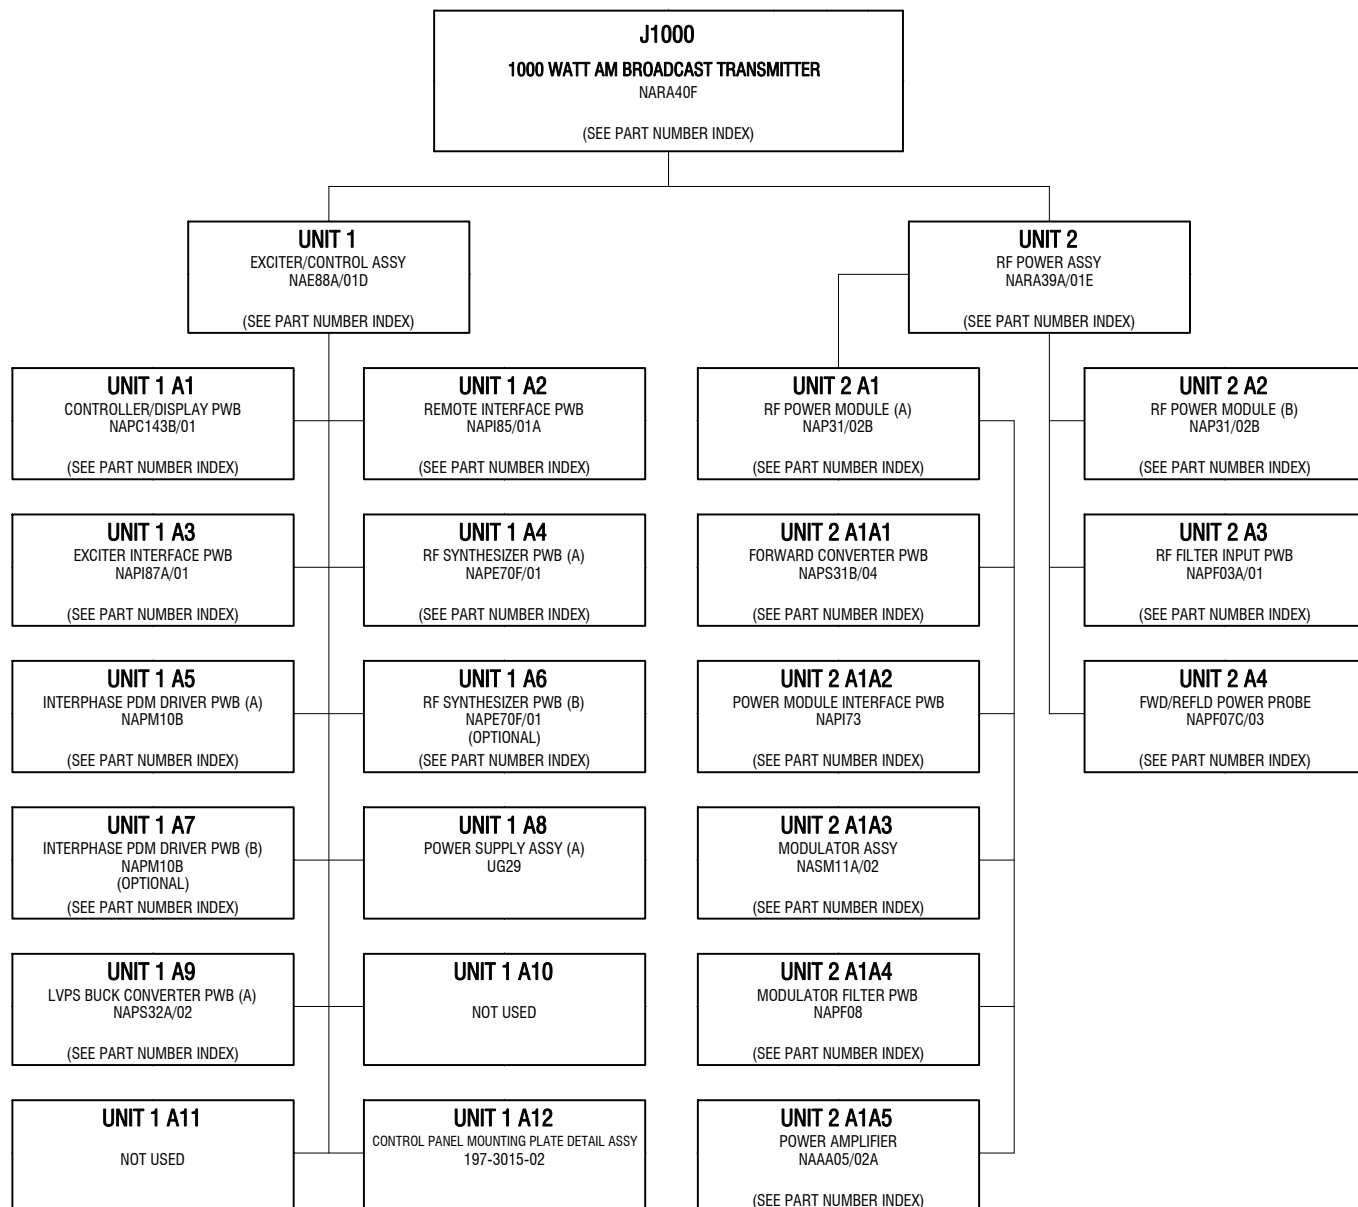 J1000
1000 WATT AM BROADCAST TRANSMITTER
NARA40F
(SEE PART NUMBER INDEX)
UNIT 1
EXCITER/CONTROL ASSY
NAE88A/01D
(SEE PART NUMBER INDEX)
UNIT 2
RF POWER ASSY
NARA39A/01E
(SEE PART NUMBER INDEX)
UNIT 1 A1
CONTROLLER/DISPLAY PWB
NAPC143B/01
(SEE PART NUMBER INDEX)
UNIT 1 A2
REMOTE INTERFACE PWB
NAPI85/01A
(SEE PART NUMBER INDEX)
UNIT 2 A1
RF POWER MODULE (A)
NAP31/02B
(SEE PART NUMBER INDEX)
UNIT 2 A2
RF POWER MODULE (B)
NAP31/02B
(SEE PART NUMBER INDEX)
UNIT 1 A3
EXCITER INTERFACE PWB
NAPI87A/01
(SEE PART NUMBER INDEX)
UNIT 1 A4
RF SYNTHESIZER PWB (A)
NAPE70F/01
(SEE PART NUMBER INDEX)
UNIT 2 A1A1
FORWARD CONVERTER PWB
NAPS31B/04
(SEE PART NUMBER INDEX)
UNIT 2 A3
RF FILTER INPUT PWB
NAPF03A/01
(SEE PART NUMBER INDEX)
UNIT 1 A5
INTERPHASE PDM DRIVER PWB (A)
NAPM10B
(SEE PART NUMBER INDEX)
UNIT 1 A6
RF SYNTHESIZER PWB (B)
NAPE70F/01
(OPTIONAL)
(SEE PART NUMBER INDEX)
UNIT 2 A1A2
POWER MODULE INTERFACE PWB
NAPI73
(SEE PART NUMBER INDEX)
UNIT 2 A4
FWD/REFLD POWER PROBE
NAPF07C/03
(SEE PART NUMBER INDEX)
UNIT 1 A7
INTERPHASE PDM DRIVER PWB (B)
NAPM10B
(OPTIONAL)
(SEE PART NUMBER INDEX)
UNIT 1 A8
POWER SUPPLY ASSY (A)
UG29
UNIT 2 A1A3
MODULATOR ASSY
NASM11A/02
(SEE PART NUMBER INDEX)
UNIT 1 A9
LVPS BUCK CONVERTER PWB (A)
NAPS32A/02
(SEE PART NUMBER INDEX)
UNIT 1 A10
NOT USED
UNIT 2 A1A4
MODULATOR FILTER PWB
NAPF08
(SEE PART NUMBER INDEX)
UNIT 1 A11
NOT USED
UNIT 1 A12
CONTROL PANEL MOUNTING PLATE DETAIL ASSY
197-3015-02
UNIT 2 A1A5
POWER AMPLIFIER
NAAA05/02A
(SEE PART NUMBER INDEX)